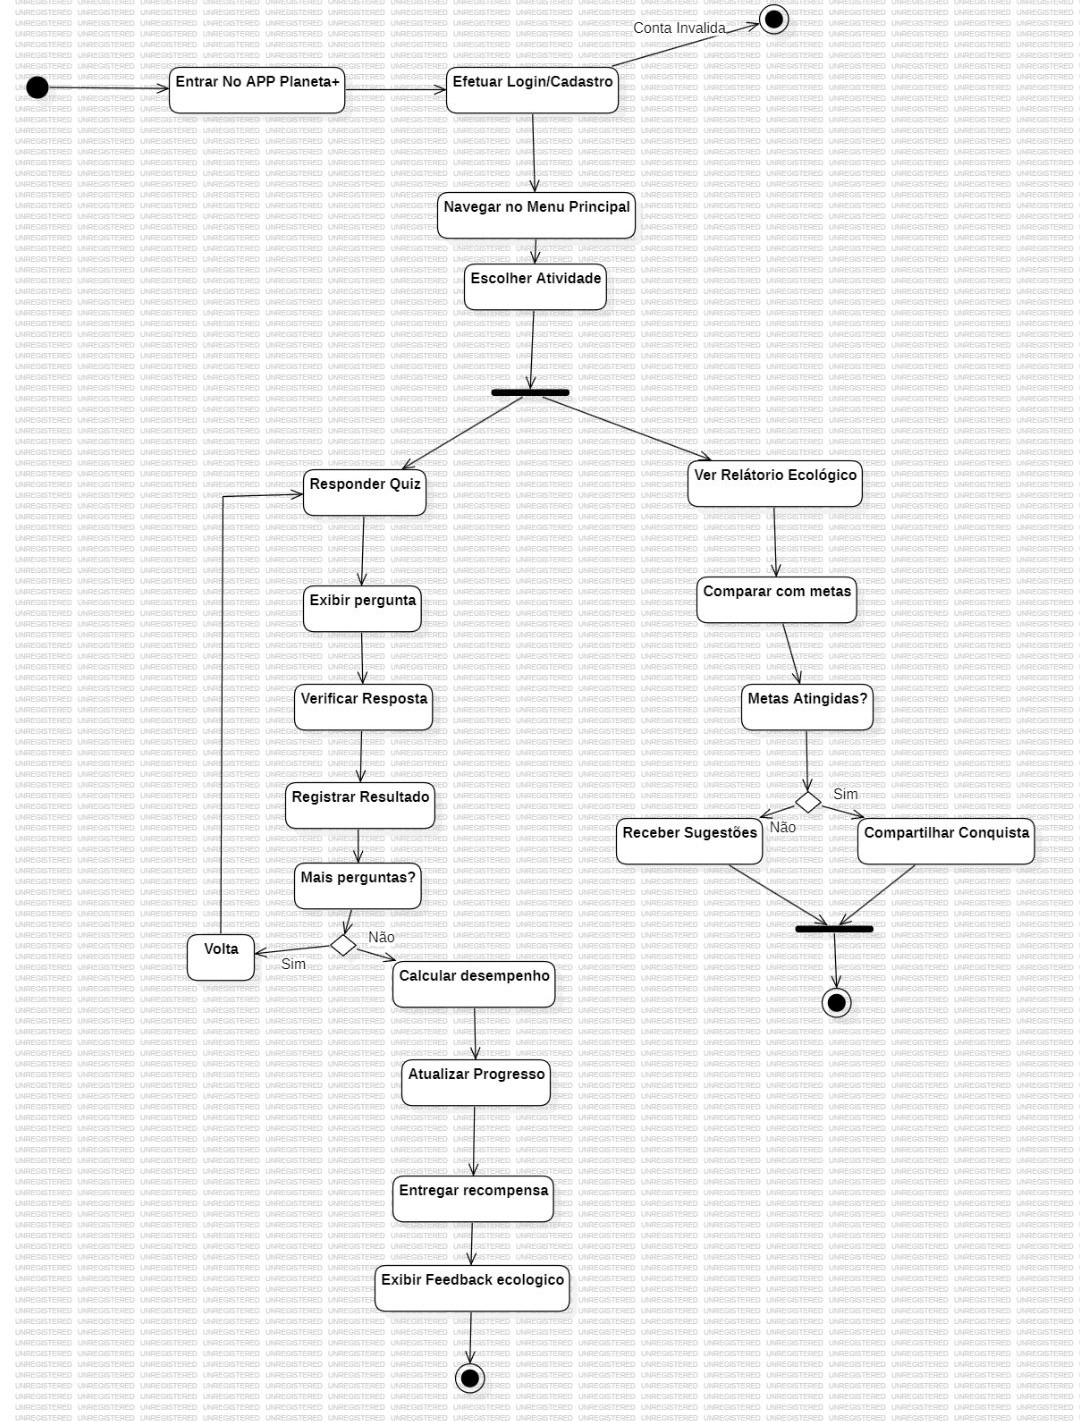 Conta Invalida
Entrar No APP Planeta+
Efetuar Login/Cadastro
Navegar no Menu Principal
Escolher Atividade
Responder Quiz
Ver Relátorio Ecológico
Exibir pergunta
Comparar com metas
Verificar Resposta
Metas Atingidas?
Registrar Resultado
Sim
Não
Receber Sugestões
Compartilhar Conquista
Mais perguntas?
Não
Volta
Sim
Calcular desempenho
Atualizar Progresso
Entregar recompensa
Exibir Feedback ecologico
UNREGISTERED